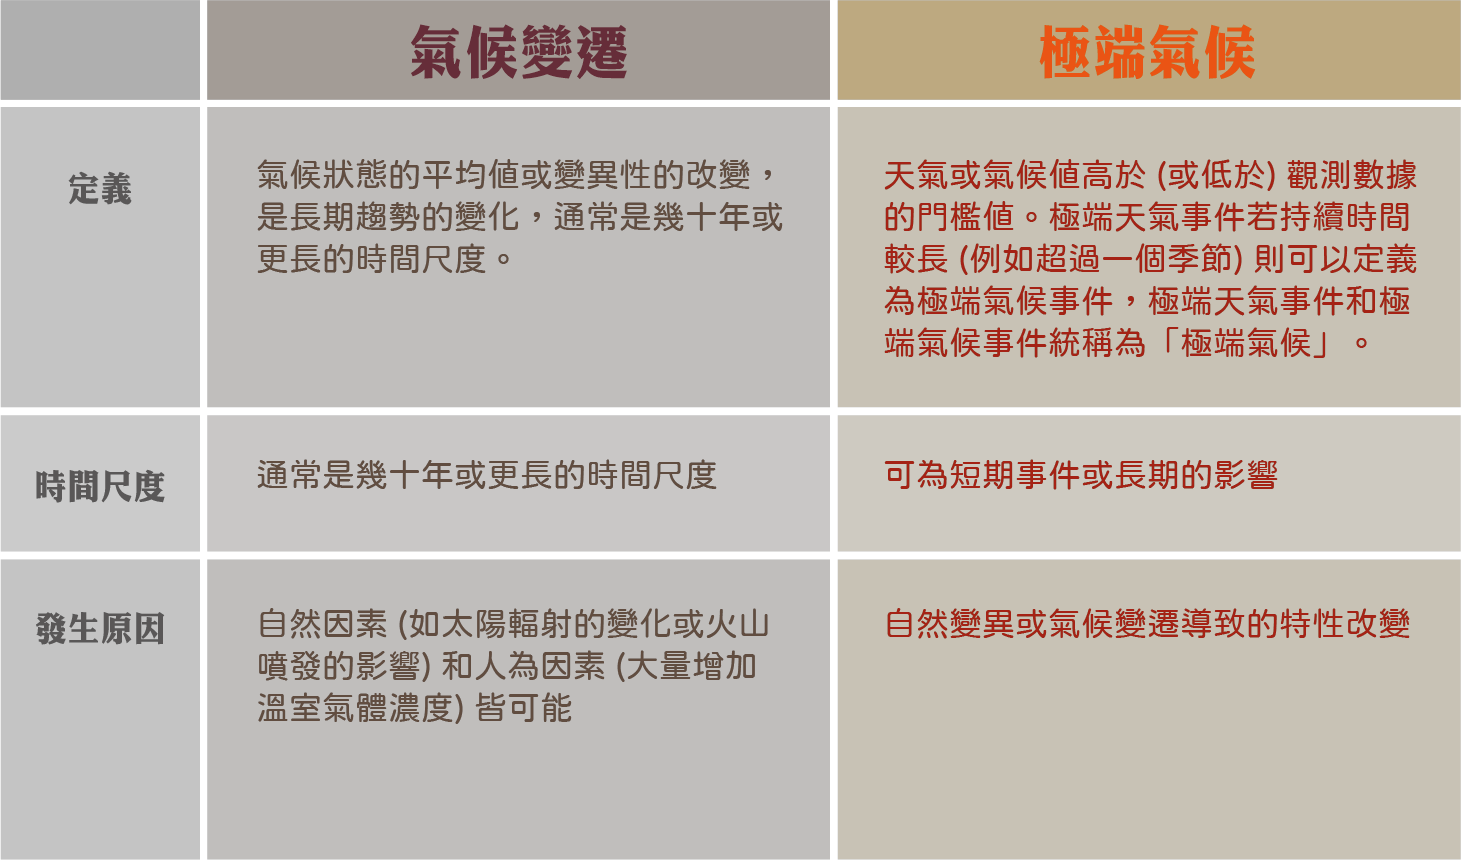 氣候變遷
極端氣候
定義
氣候狀態的平均值或變異性的改變，
是長期趨勢的變化，通常是幾十年或
更長的時間尺度。
天氣或氣候值高於 (或低於) 觀測數據
的門檻值。極端天氣事件若持續時間
較長 (例如超過一個季節) 則可以定義
為極端氣候事件，極端天氣事件和極
端氣候事件統稱為「極端氣候」。
時間尺度
通常是幾十年或更長的時間尺度
可為短期事件或長期的影響
發生原因
自然因素 (如太陽輻射的變化或火山
噴發的影響) 和人為因素 (大量增加
溫室氣體濃度) 皆可能
自然變異或氣候變遷導致的特性改變